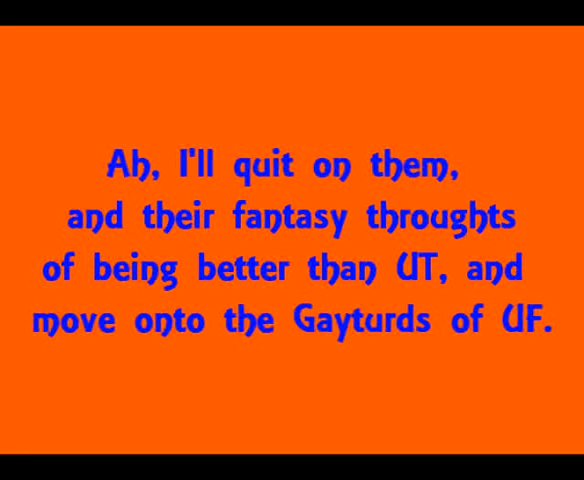 Ah, I'll quit on them,
and their fantasy throughts
of being better than UT, and
move onto the Gayturds of UF.